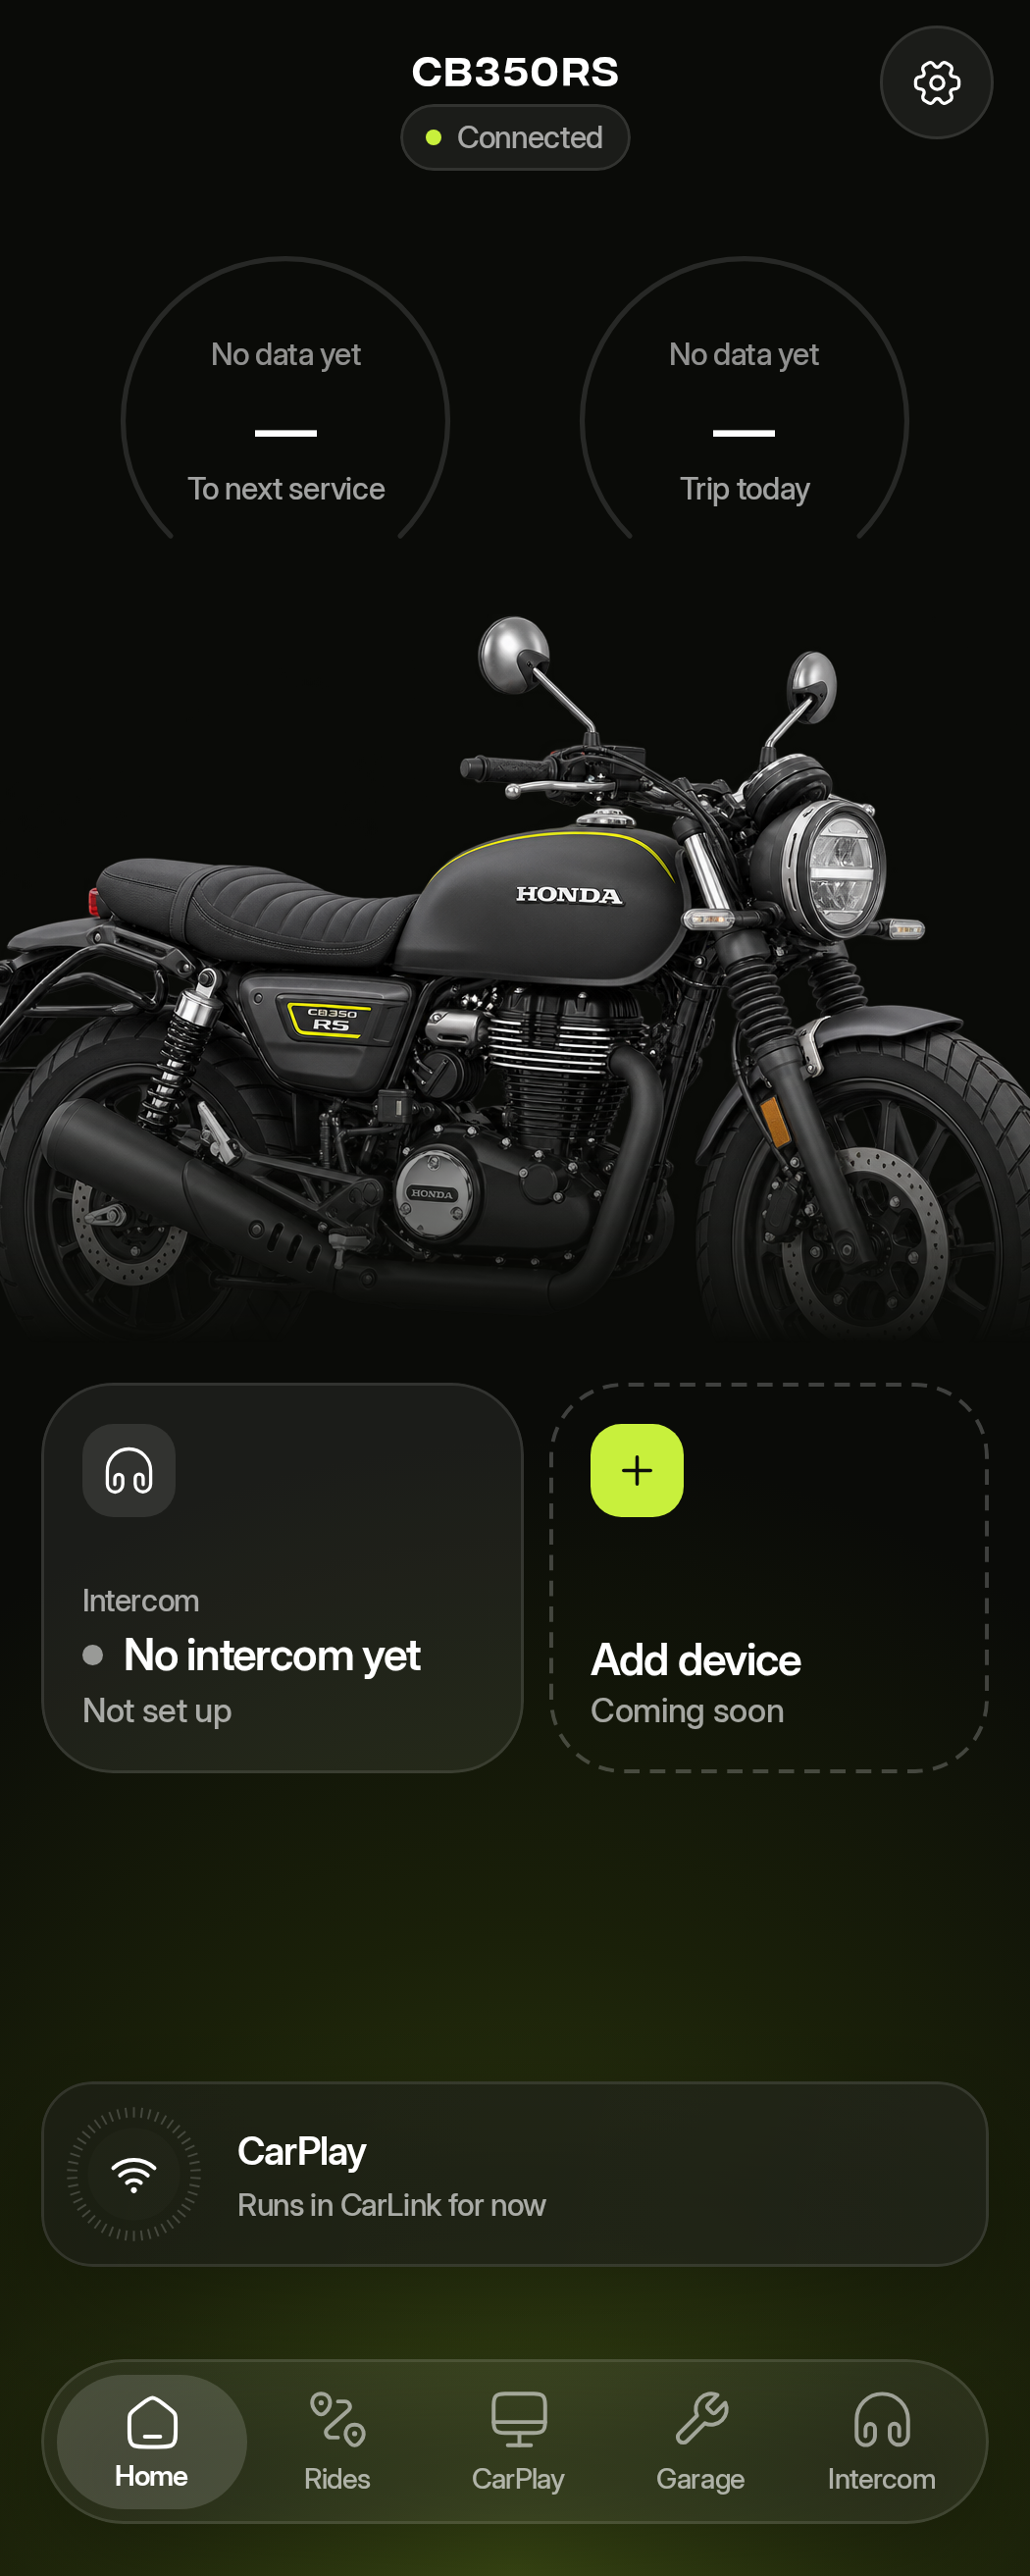 CB350RS
Connected
No data yet
—
To next service
No data yet
—
Trip today
HONDA
CB350
RS
HONDA
Intercom
No intercom yet
Not set up
Add device
Coming soon
CarPlay
Runs in CarLink for now
Home
Rides
CarPlay
Garage
Intercom